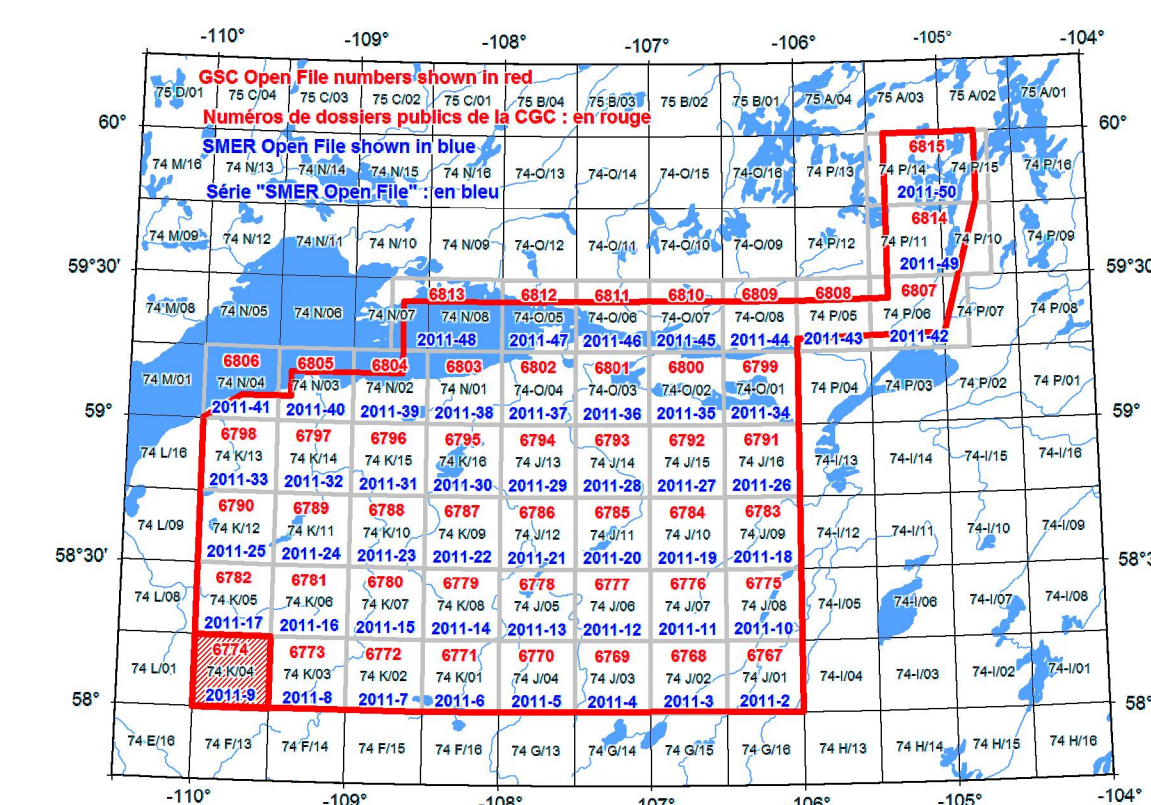 -110° -109° -108° -107° -106° -105° -104°
GSC Open File numbers shown in red
75 D/01 75 C/04 75 C/03 75 C/02 75 C/01 75 B/04 75 B/03 75 B/02 75 B/01 75 A/04 75 A/03 75 A/02 75 A/01
Numéros de dossiers publics de la CGC : en rouge
60° 60°
SMER Open File shown in blue
6815
74 M/16 74 N/13 74 N/14 74 N/15 74 N/16 74-O/13 74-O/14 74-O/15 74-O/16 74 P/13 74 P/14 74 P/15 74 P/16
Série "SMER Open File" : en bleu
2011-50
6814
74 M/09 74 N/12 74 N/11 74 N/10 74 N/09 74-O/12 74-O/11 74-O/10 74-O/09 74 P/12 74 P/11 74 P/10 74 P/09
2011-49
59°30' 59°30
6813 6812 6811 6810 6809 6808 6807
74 M/08 74 N/05 74 N/06 74 N/07 74 N/08 74-O/05 74-O/06 74-O/07 74-O/08 74 P/05 74 P/06 74 P/07 74 P/08
2011-48 2011-47 2011-46 2011-45 2011-44 2011-43 2011-42
6806 6805 6804 6803 6802 6801 6800 6799
74 M/01 74 N/04 74 N/03 74 N/02 74 N/01 74-O/04 74-O/03 74-O/02 74-O/01 74 P/04 74 P/03 74 P/02 74 P/01
2011-41 2011-40 2011-39 2011-38 2011-37 2011-36 2011-35 2011-34
59° 59°
6798 6797 6796 6795 6794 6793 6792 6791
74 L/16 74 K/13 74 K/14 74 K/15 74 K/16 74 J/13 74 J/14 74 J/15 74 J/16 74-I/13 74-I/14 74-I/15 74-I/16
2011-33 2011-32 2011-31 2011-30 2011-29 2011-28 2011-27 2011-26
6790 6789 6788 6787 6786 6785 6784 6783
74 L/09 74 K/12 74 K/11 74 K/10 74 K/09 74 J/12 74 J/11 74 J/10 74 J/09 74-I/12 74-I/11 74-I/10 74-I/09
2011-25 2011-24 2011-23 2011-22 2011-21 2011-20 2011-19 2011-18
58°30' 58°3
6782 6781 6780 6779 6778 6777 6776 6775
74 L/08 74 K/05 74 K/06 74 K/07 74 K/08 74 J/05 74 J/06 74 J/07 74 J/08 74-I/05 74-I/06 74-I/07 74-I/08
2011-17 2011-16 2011-15 2011-14 2011-13 2011-12 2011-11 2011-10
6774 6773 6772 6771 6770 6769 6768 6767
74 L/01 74 K/04 74 K/03 74 K/02 74 K/01 74 J/04 74 J/03 74 J/02 74 J/01 74-I/04 74-I/03 74-I/02 74-I/01
2011-9 2011-8 2011-7 2011-6 2011-5 2011-4 2011-3 2011-2
58° 58°
74 E/16 74 F/13 74 F/14 74 F/15 74 F/16 74 G/13 74 G/14 74 G/15 74 G/16 74 H/13 74 H/14 74 H/15 74 H/16
-110° -109° -108° -107° -106° -105° -104°